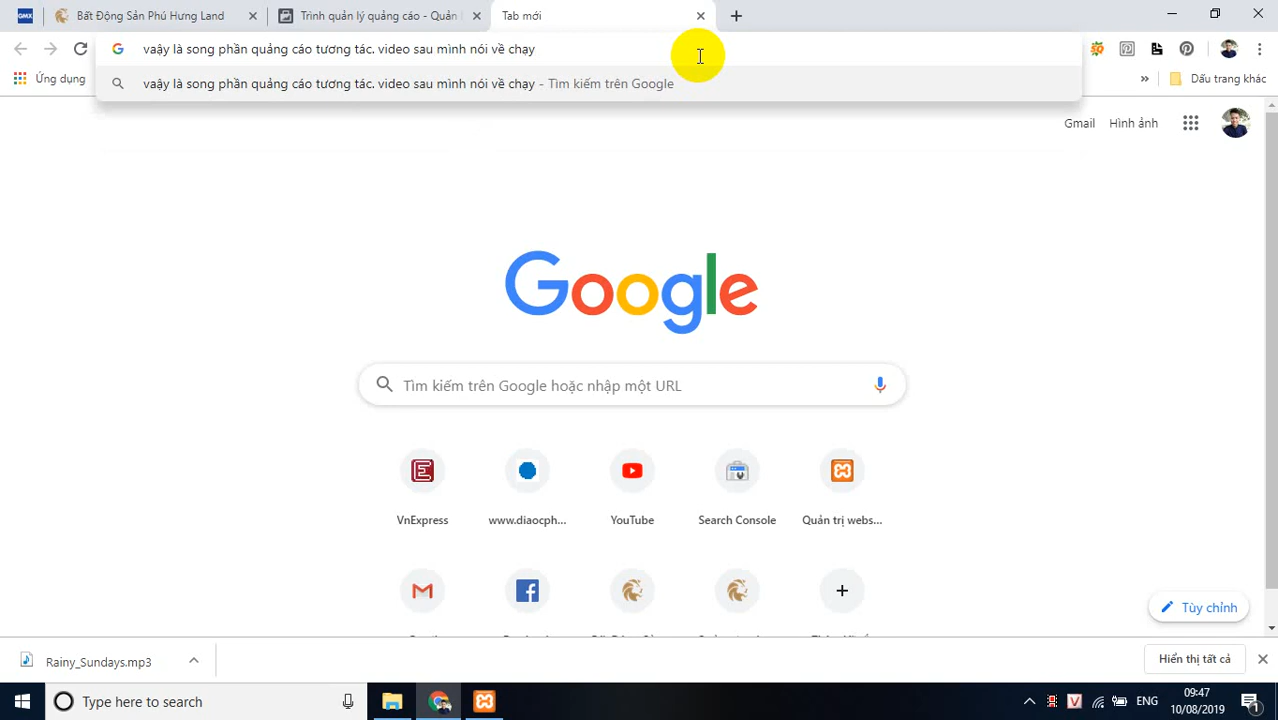 GMX
Bất Động Sản Phú Hưng Land
Trình quản lý quảng cáo - Quản l
Tab mới
vaậy là song phần quảng cáo tương tác. video sau mình nói về chạy
vaậy là song phần quảng cáo tương tác. video sau mình nói về chạy - Tìm kiếm trên Google
Ứng dụng
»
Dấu trang khác
Gmail
Hình ảnh
Google
Tìm kiếm trên Google hoặc nhập một URL
VnExpress
www.diaocph...
YouTube
Search Console
Quản trị webs...
Tùy chỉnh
Rainy_Sundays.mp3
Hiển thị tất cả
Type here to search
ENG
09:47
10/08/2019